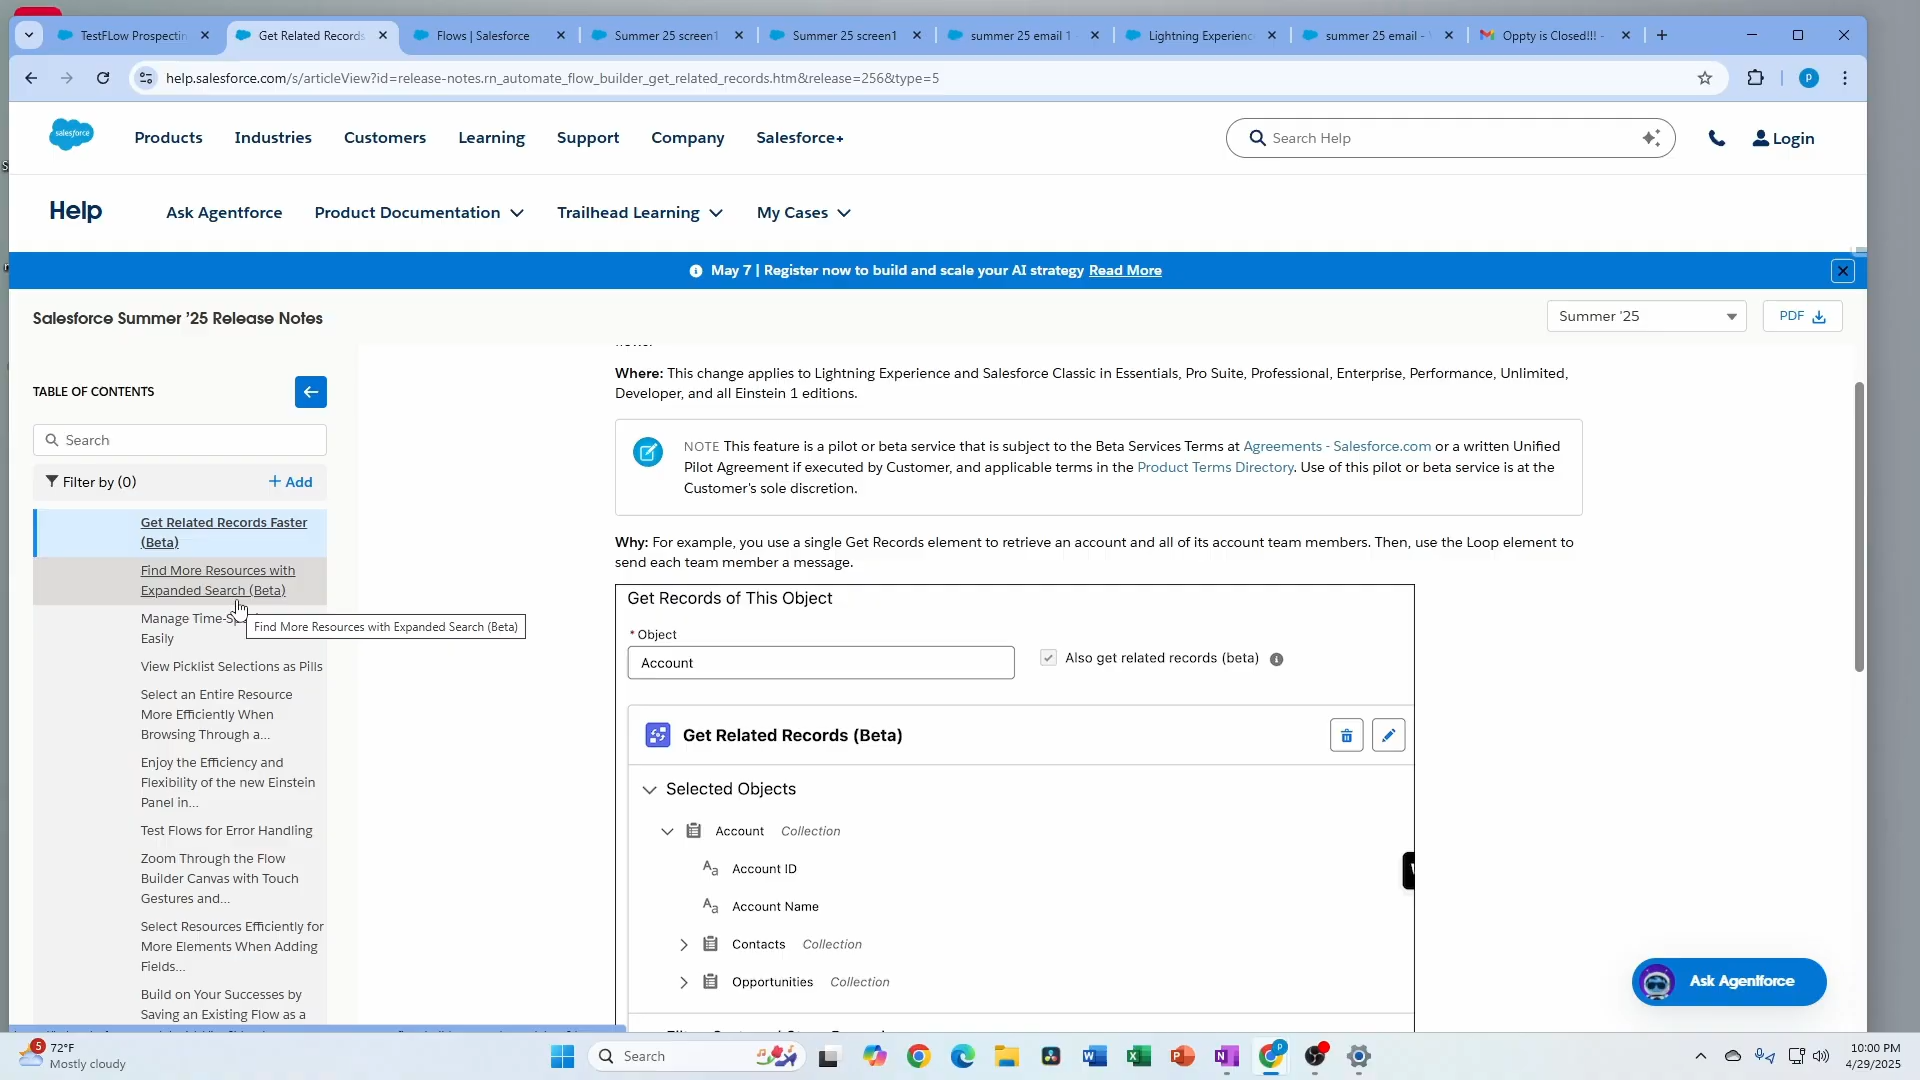 TestFLow Prospectin
Get Related Records
Flows | Salesforce
Summer 25 screen1
Summer 25 screen1
summer 25 email 1
Lightning Experienc
summer 25 email -
Oppty is Closed!!! -
help.salesforce.com/s/articleView?id=release-notes.rn_automate_flow_builder_get_related_records.htm&release=256&type=5
P
salesforce
Products
Industries
Customers
Learning
Support
Company
Salesforce+
Search Help
Login
Help
Ask Agentforce
Product Documentation
Trailhead Learning
My Cases
May 7 | Register now to build and scale your AI strategy Read More
Salesforce Summer ’25 Release Notes
Summer '25
PDF
TABLE OF CONTENTS
Search
Filter by (0)
+ Add
Get Related Records Faster
(Beta)
Find More Resources with
Expanded Search (Beta)
Manage Time-Sp
Easily
Find More Resources with Expanded Search (Beta)
View Picklist Selections as Pills
Select an Entire Resource
More Efficiently When
Browsing Through a...
Enjoy the Efficiency and
Flexibility of the new Einstein
Panel in...
Test Flows for Error Handling
Zoom Through the Flow
Builder Canvas with Touch
Gestures and...
Select Resources Efficiently for
More Elements When Adding
Fields...
Build on Your Successes by
Saving an Existing Flow as a
Where: This change applies to Lightning Experience and Salesforce Classic in Essentials, Pro Suite, Professional, Enterprise, Performance, Unlimited,
Developer, and all Einstein 1 editions.
NOTE This feature is a pilot or beta service that is subject to the Beta Services Terms at Agreements - Salesforce.com or a written Unified
Pilot Agreement if executed by Customer, and applicable terms in the Product Terms Directory. Use of this pilot or beta service is at the
Customer's sole discretion.
Why: For example, you use a single Get Records element to retrieve an account and all of its account team members. Then, use the Loop element to
send each team member a message.
Get Records of This Object
* Object
Account
Also get related records (beta)
Get Related Records (Beta)
Selected Objects
Account Collection
Aa Account ID
Aa Account Name
Contacts Collection
Opportunities Collection
Ask Agentforce
5
72°F
Mostly cloudy
Search
P
10:00 PM
4/29/2025